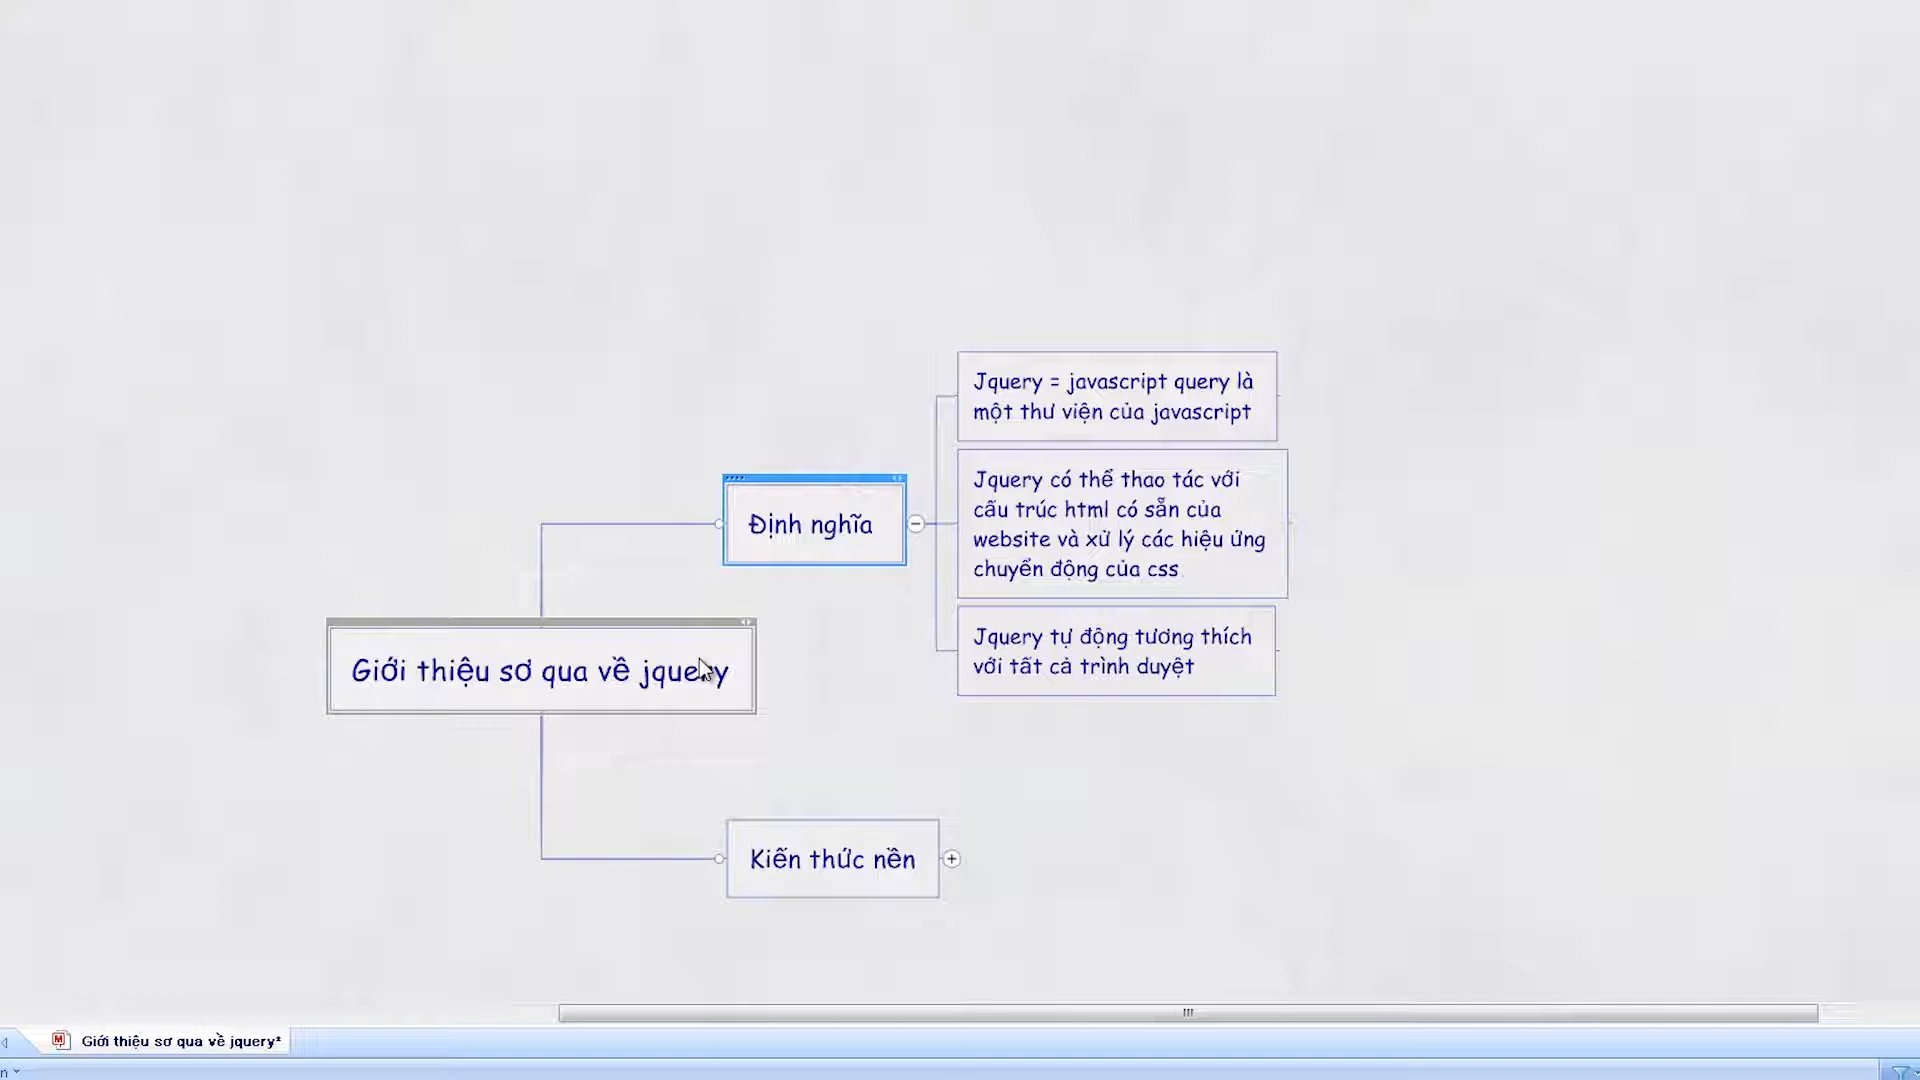 Jquery = javascript query là
một thư viện của javascript
Jquery có thể thao tác với
cấu trúc html có sẵn của
website và xử lý các hiệu ứng
chuyển động của css
Định nghĩa
Jquery tự động tương thích
với tất cả trình duyệt
Giới thiệu sơ qua về jquery
Kiến thức nền
Giới thiệu sơ qua về jquery*